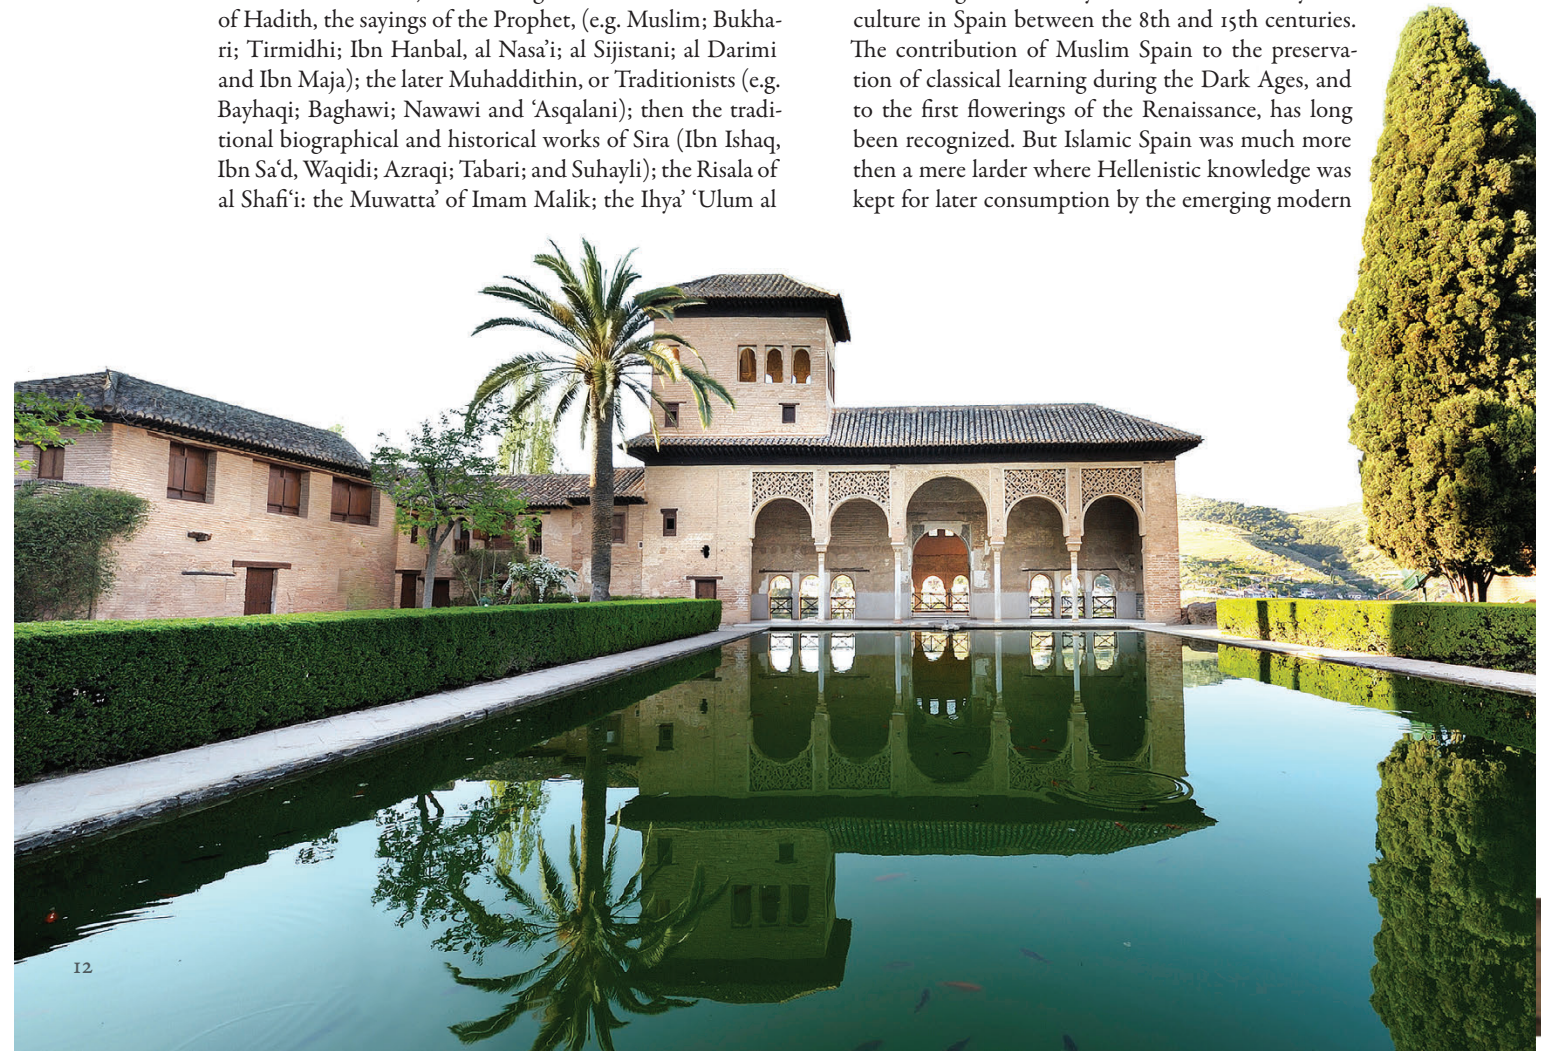 of Hadith, the sayings of the Prophet, (e.g. Muslim; Bukha-
ri; Tirmidhi; Ibn Hanbal, al Nasa’i; al Sijistani; al Darimi
and Ibn Maja); the later Muhaddithin, or Traditionists (e.g.
Bayhaqi; Baghawi; Nawawi and ‘Asqalani); then the tradi-
tional biographical and historical works of Sira (Ibn Ishaq,
Ibn Sa‘d, Waqidi; Azraqi; Tabari; and Suhayli); the Risala of
al Shafi‘i: the Muwatta’ of Imam Malik; the Ihya’ ‘Ulum al
culture in Spain between the 8th and 15th centuries.
The contribution of Muslim Spain to the preserva-
tion of classical learning during the Dark Ages, and
to the first flowerings of the Renaissance, has long
been recognized. But Islamic Spain was much more
then a mere larder where Hellenistic knowledge was
kept for later consumption by the emerging modern
12